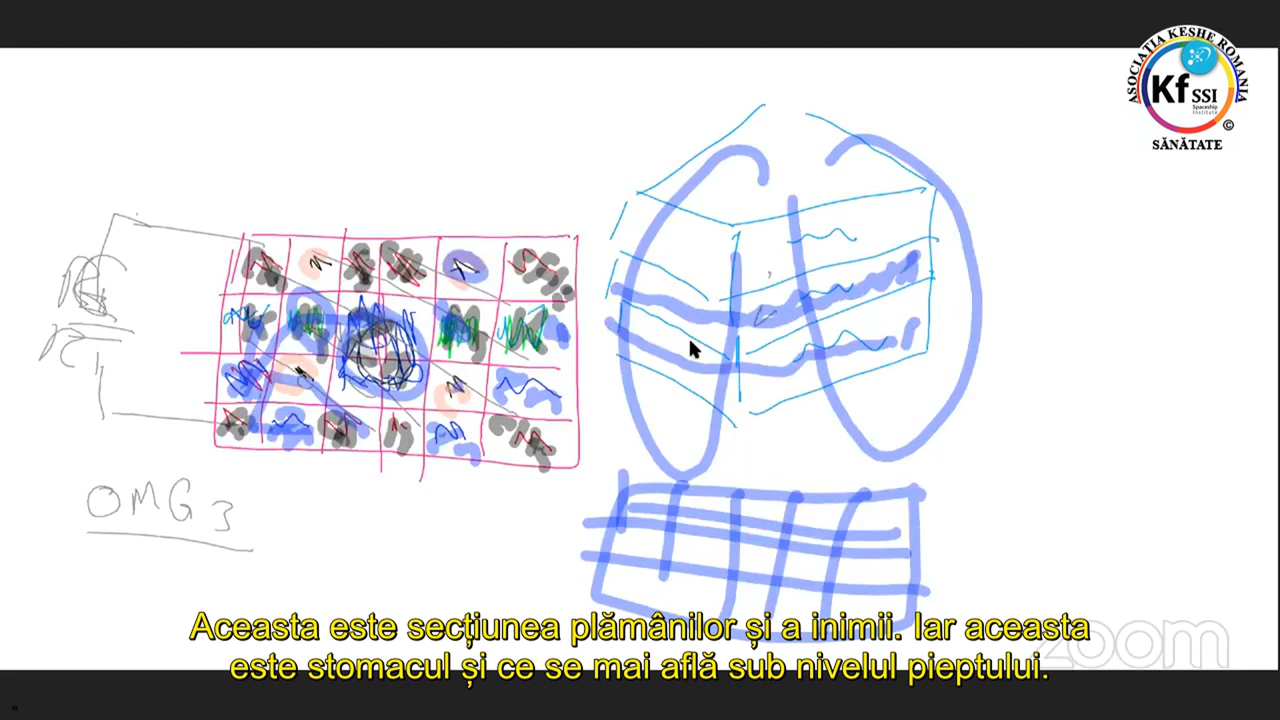 ASOCIAȚIA KESHE ROMANIA
Kf SSI
Spaceship
Institute
©
SĂNĂTATE
OMG 3
Aceasta este secțiunea plămânilor și a inimii. Iar aceasta
este stomacul și ce se mai află sub nivelul pieptului.
zoom